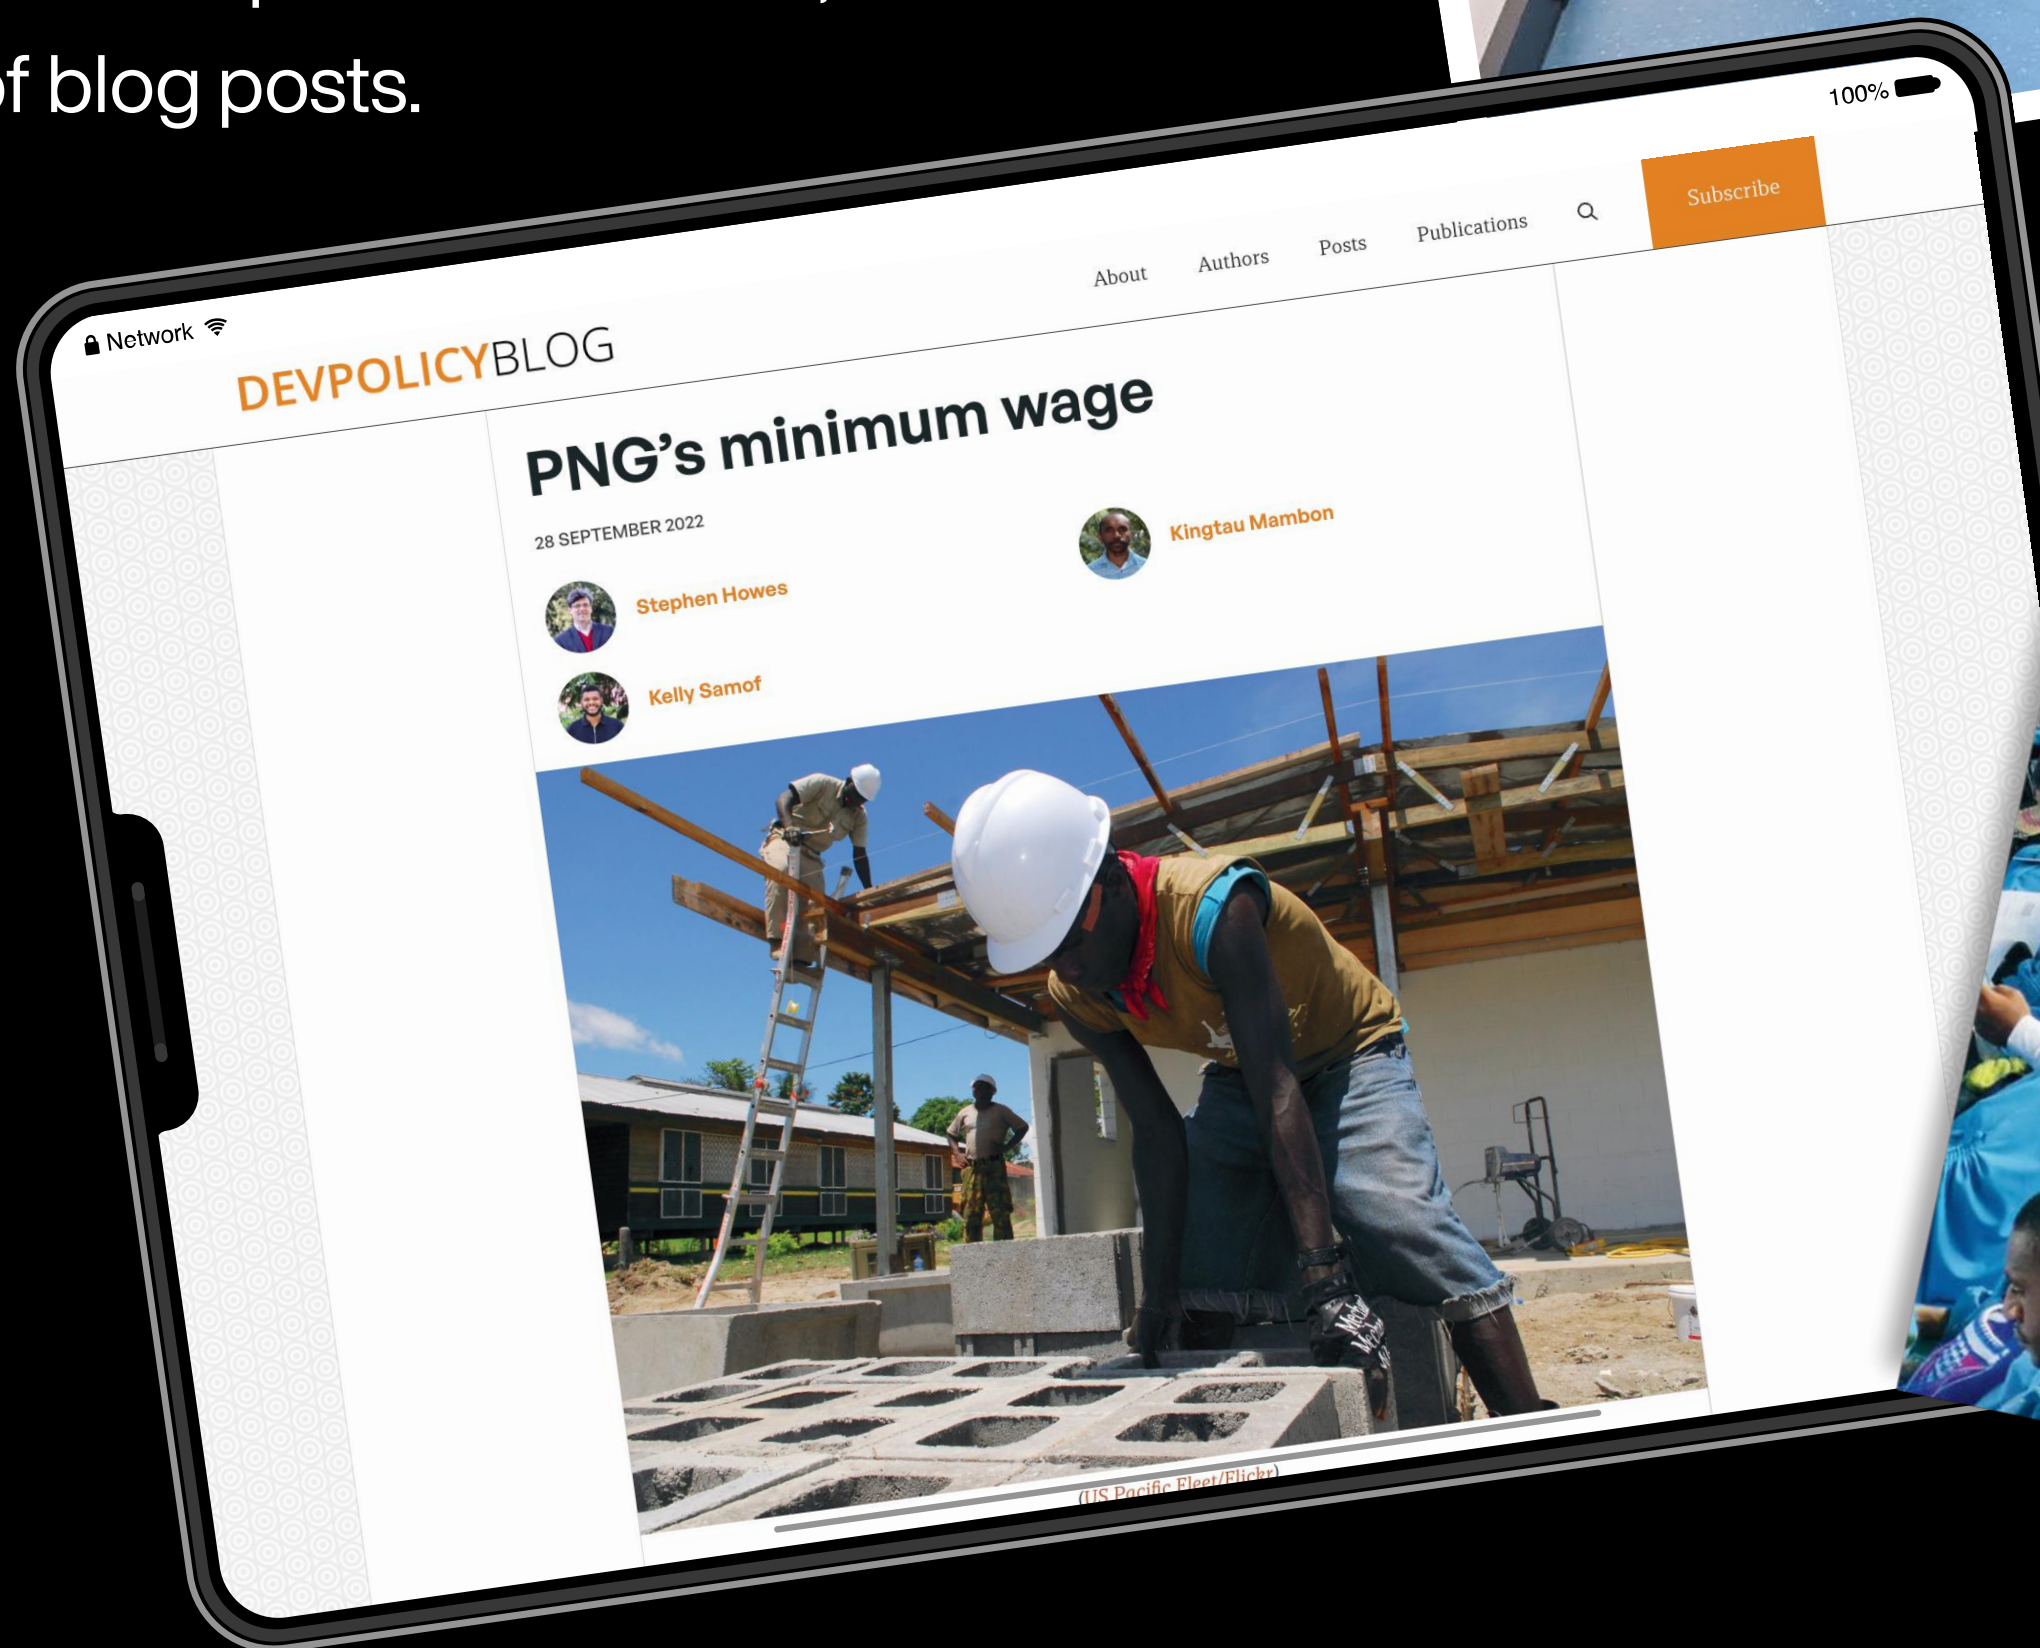 of blog posts.
100%
Network
DEVPOLICYBLOG
About
Authors
Posts
Publications
Subscribe
PNG’s minimum wage
28 SEPTEMBER 2022
Stephen Howes
Kingtau Mambon
Kelly Samof
(US Pacific Fleet/Flickr)